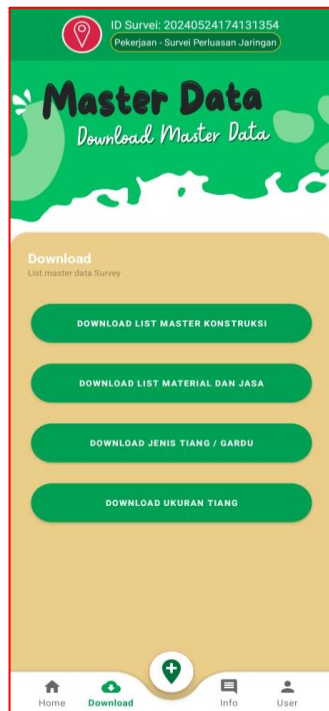 ID Survei: 20240524174131354
Pekerjaan - Survei Perluasan Jaringan
Master Data
Download Master Data
Download
List master data Survey
DOWNLOAD LIST MASTER KONSTRUKSI
DOWNLOAD LIST MATERIAL DAN JASA
DOWNLOAD JENIS TIANG / GARDU
DOWNLOAD UKURAN TIANG
Home Download Info User